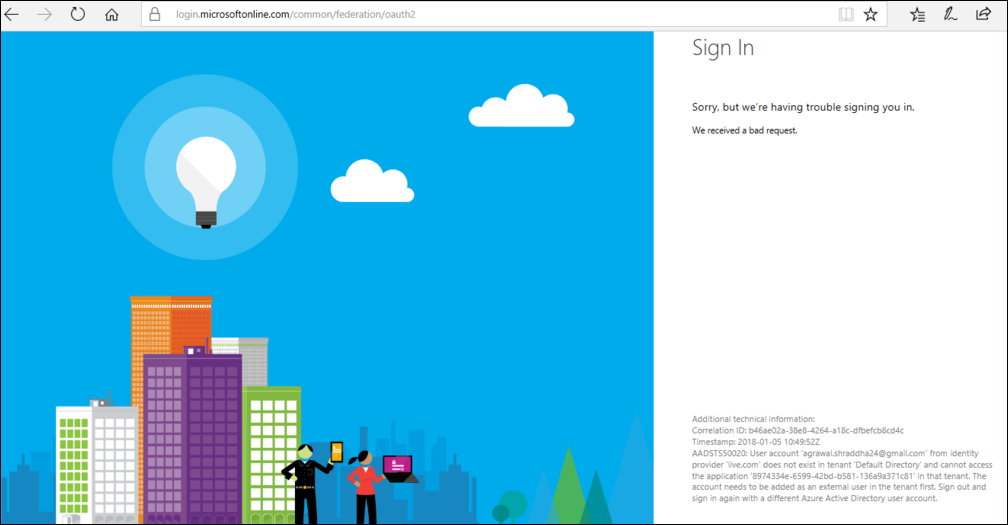 login.microsoftonline.com/common/federation/oauth2
Sign In
Sorry, but we're having trouble signing you in.
We received a bad request.
Additional technical information:
Correlation ID: b46ae02a-38e8-4264-a18c-dfbefcb8cd4c
Timestamp: 2018-01-05 10:49:52Z
AADSTS50020: User account 'agrawal.shraddha24@gmail.com' from identity
provider 'live.com' does not exist in tenant 'Default Directory' and cannot access
the application '8974334e-6599-42bd-b581-136a9a371c81' in that tenant. The
account needs to be added as an external user in the tenant first. Sign out and
sign in again with a different Azure Active Directory user account.